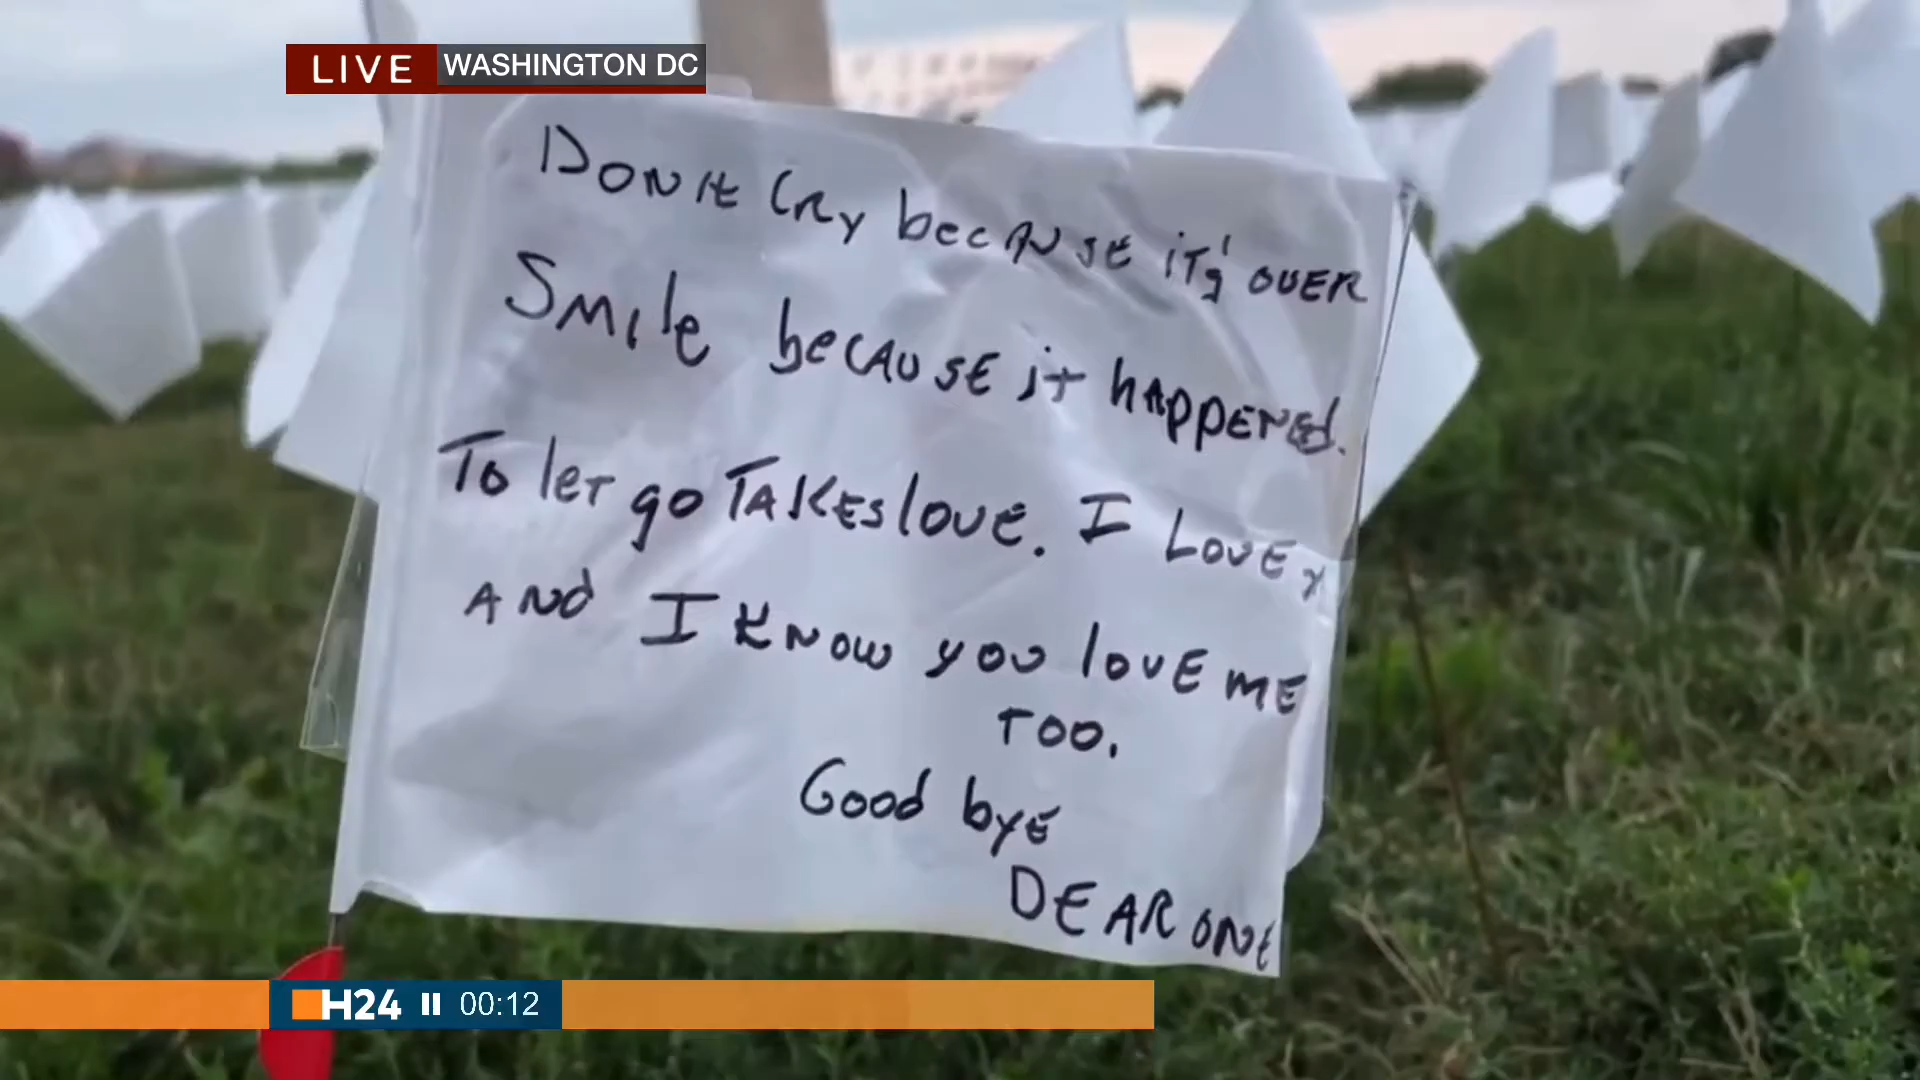 LIVE WASHINGTON DC
Don't Cry because it's over
Smile because it happened.
To let go Takes love. I Love y
And I know you love me
Too.
Good bye
Dear one
H24 00:12